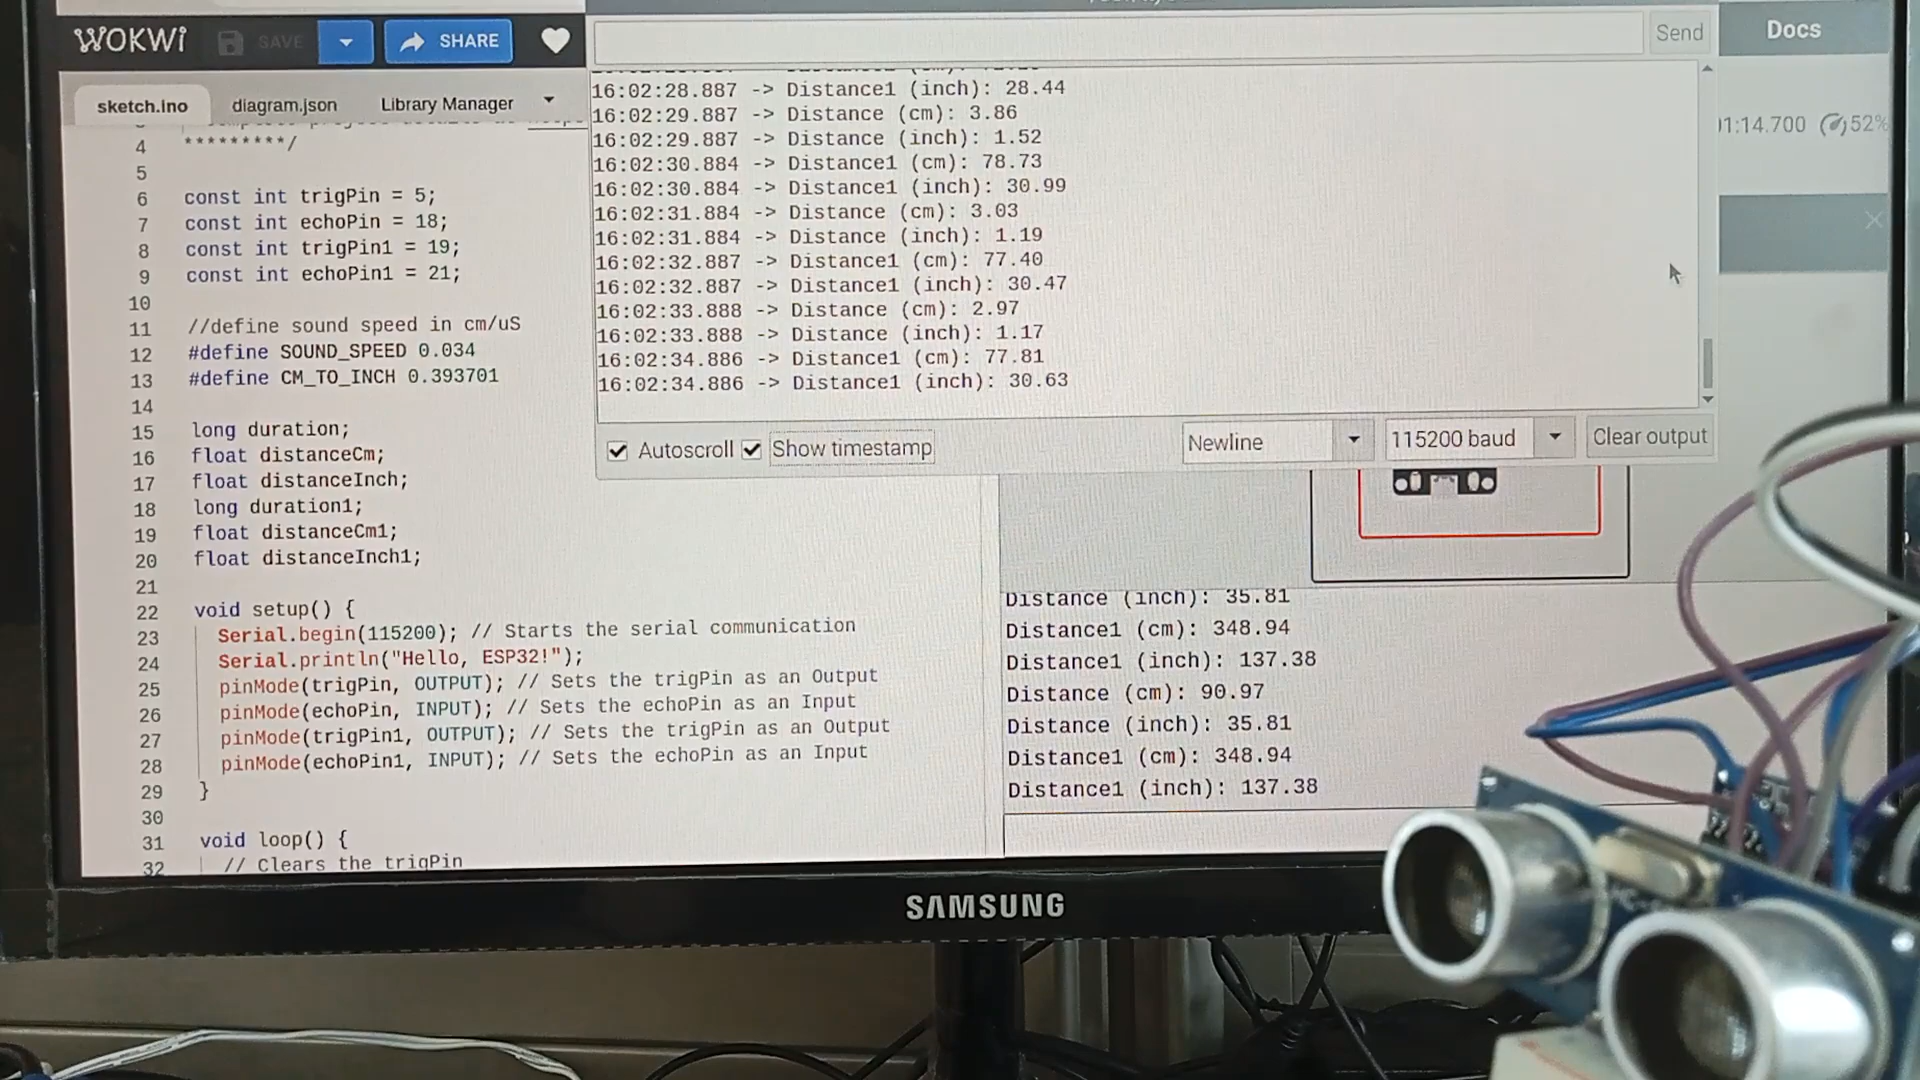 WOKWI
SAVE
SHARE
Send
Docs
sketch.ino
diagram.json
Library Manager
4 *********/
5
6 const int trigPin = 5;
7 const int echoPin = 18;
8 const int trigPin1 = 19;
9 const int echoPin1 = 21;
10
11 //define sound speed in cm/uS
12 #define SOUND_SPEED 0.034
13 #define CM_TO_INCH 0.393701
14
15 long duration;
16 float distanceCm;
17 float distanceInch;
18 long duration1;
19 float distanceCm1;
20 float distanceInch1;
21
22 void setup() {
23 Serial.begin(115200); // Starts the serial communication
24 Serial.println("Hello, ESP32!");
25 pinMode(trigPin, OUTPUT); // Sets the trigPin as an Output
26 pinMode(echoPin, INPUT); // Sets the echoPin as an Input
27 pinMode(trigPin1, OUTPUT); // Sets the trigPin as an Output
28 pinMode(echoPin1, INPUT); // Sets the echoPin as an Input
29 }
30
31 void loop() {
32 // Clears the trigPin
16:02:28.887 -> Distance1 (inch): 28.44
16:02:29.887 -> Distance (cm): 3.86
16:02:29.887 -> Distance (inch): 1.52
16:02:30.884 -> Distance1 (cm): 78.73
16:02:30.884 -> Distance1 (inch): 30.99
16:02:31.884 -> Distance (cm): 3.03
16:02:31.884 -> Distance (inch): 1.19
16:02:32.887 -> Distance1 (cm): 77.40
16:02:32.887 -> Distance1 (inch): 30.47
16:02:33.888 -> Distance (cm): 2.97
16:02:33.888 -> Distance (inch): 1.17
16:02:34.886 -> Distance1 (cm): 77.81
16:02:34.886 -> Distance1 (inch): 30.63
Autoscroll
Show timestamp
Newline
115200 baud
Clear output
1:14.700
52%
Distance (inch): 35.81
Distance1 (cm): 348.94
Distance1 (inch): 137.38
Distance (cm): 90.97
Distance (inch): 35.81
Distance1 (cm): 348.94
Distance1 (inch): 137.38
SAMSUNG